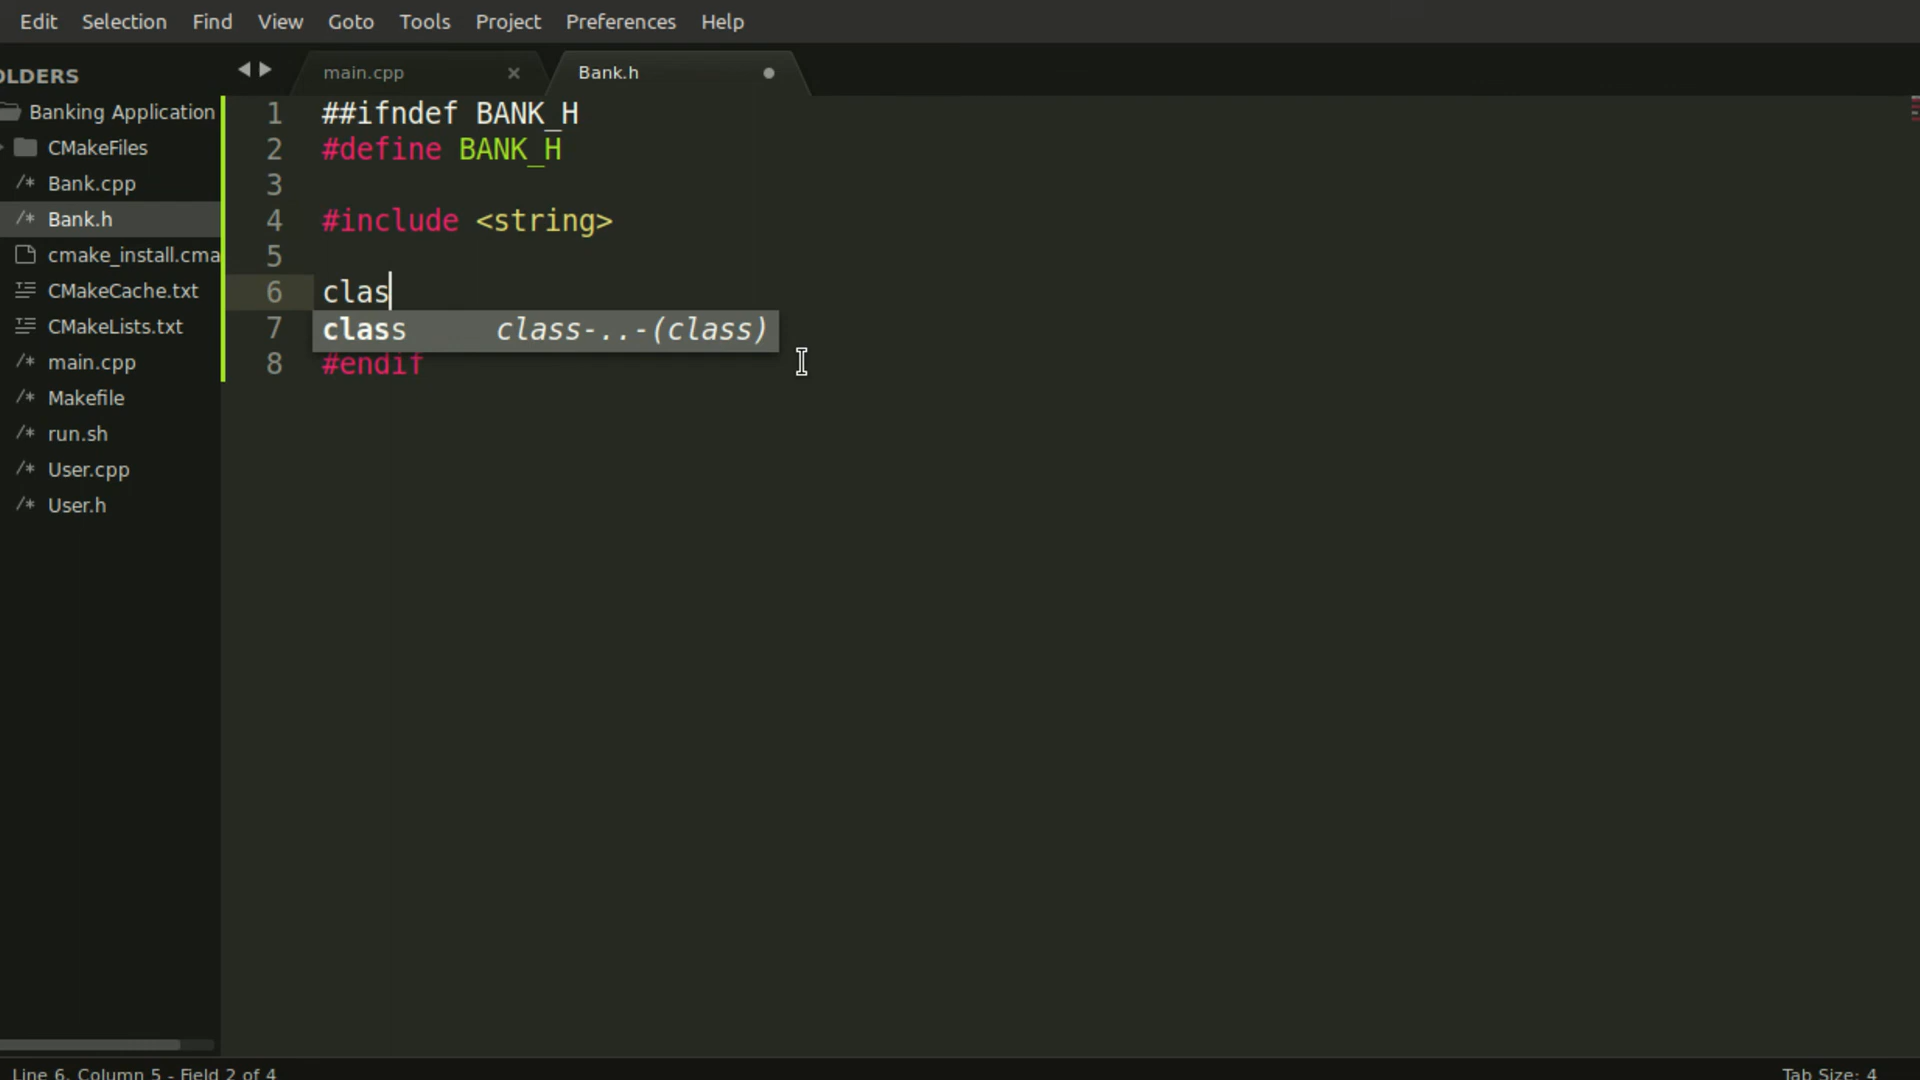 Edit Selection Find View Goto Tools Project Preferences Help
OLDERS
main.cpp
Bank.h
Banking Application
CMakeFiles
Bank.cpp
Bank.h
cmake_install.cma
CMakeCache.txt
CMakeLists.txt
main.cpp
Makefile
run.sh
User.cpp
User.h
1 ##ifndef BANK_H
2 #define BANK_H
3
4 #include <string>
5
6 clas
7 class class-..-(class)
8 #endif
Line 6, Column 5 - Field 2 of 4
Tab Size: 4